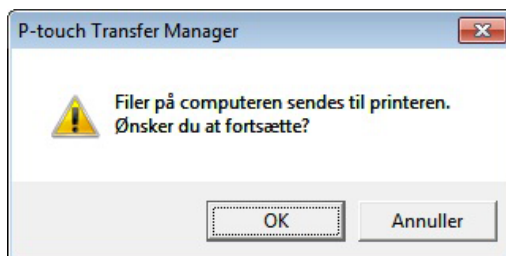 P-touch Transfer Manager
Filer på computeren sendes til printeren.
Ønsker du at fortsætte?
OK
Annuller